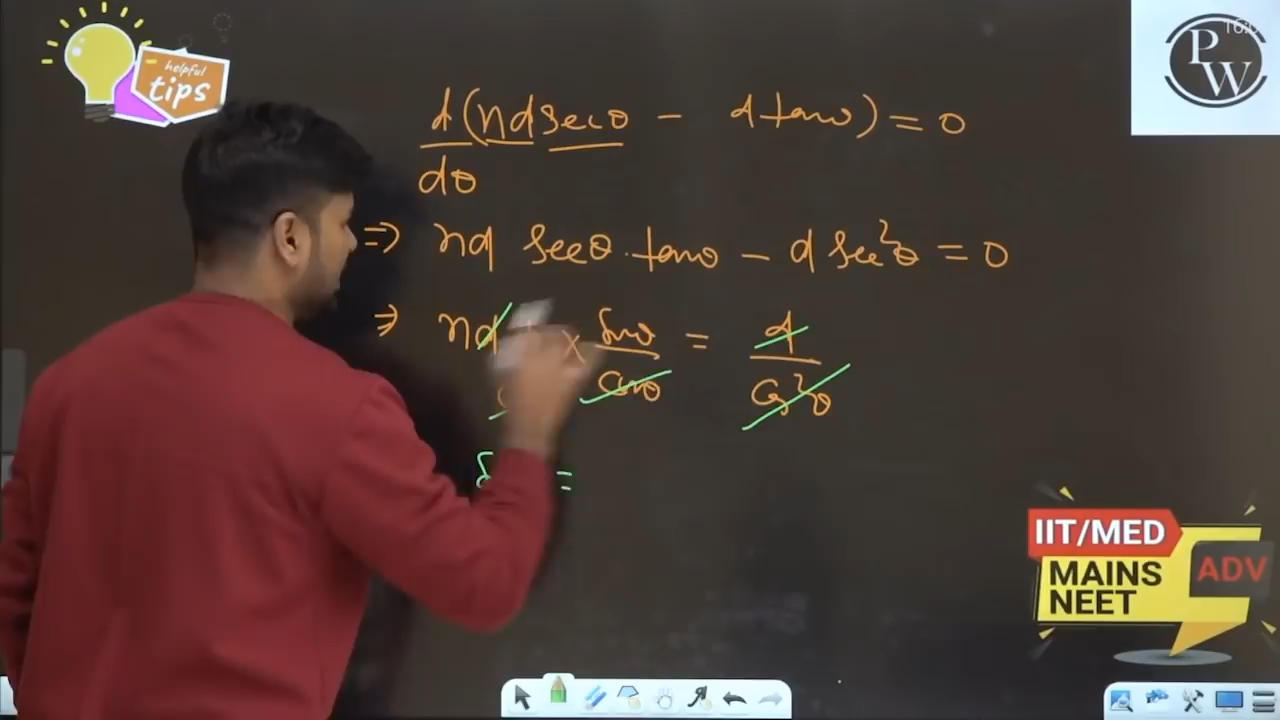 helpful
tips
PW
d(nd secθ - d tanθ) = 0
dθ
⇒ nd secθ · tanθ - d sec²θ = 0
⇒ nd × sinθ = d
cosθ cos²θ
=
IIT/MED
MAINS
NEET
ADV